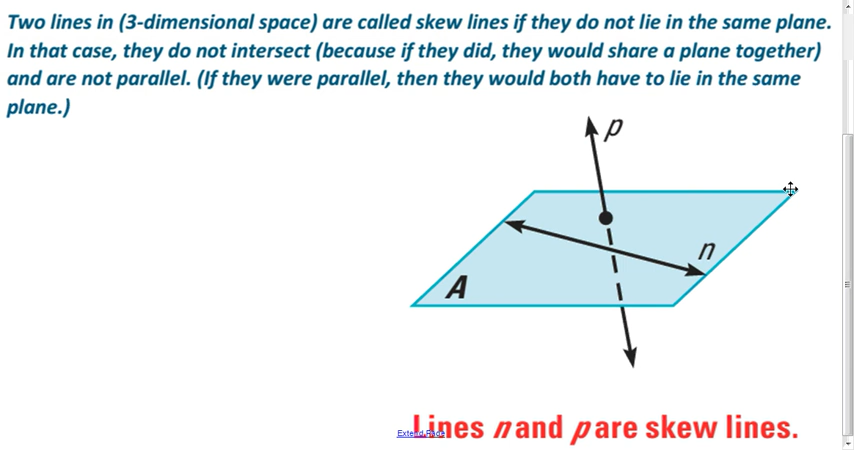 Two lines in (3-dimensional space) are called skew lines if they do not lie in the same plane.
In that case, they do not intersect (because if they did, they would share a plane together)
and are not parallel. (If they were parallel, then they would both have to lie in the same
plane.)
p
n
A
Lines n and p are skew lines.
Extend Page